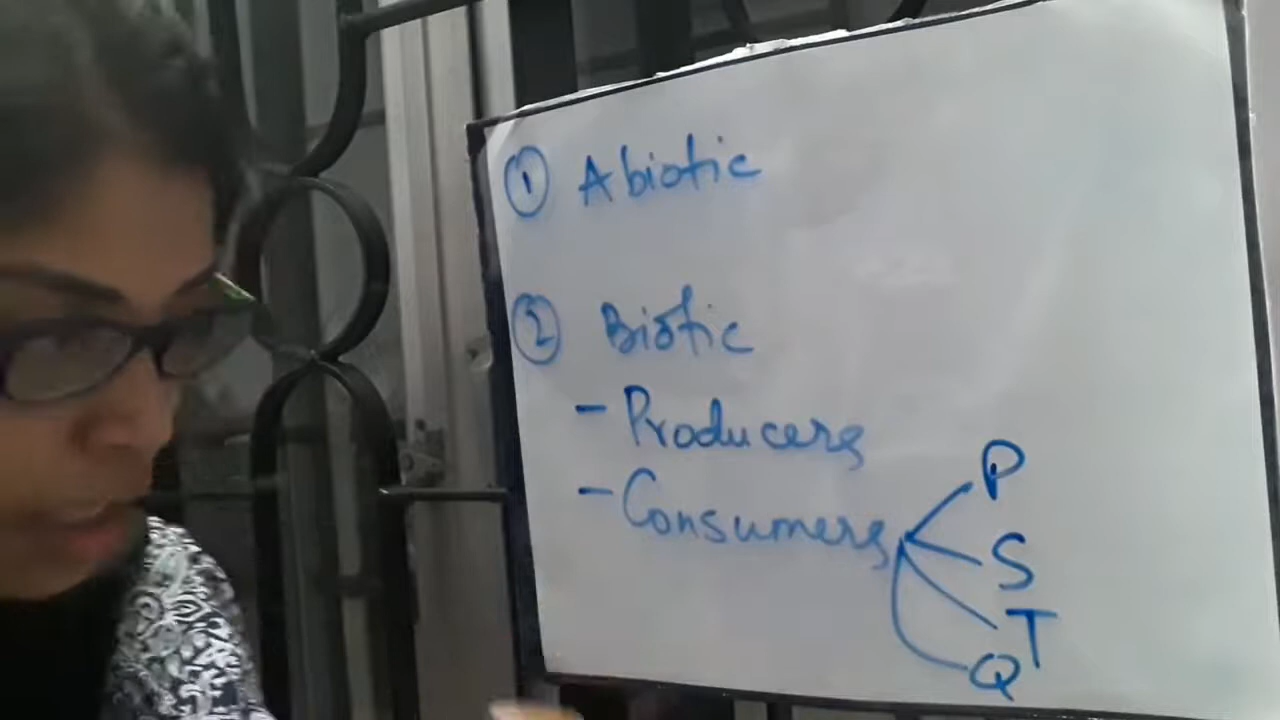 ① Abiotic
② Biotic
- Producers
- Consumers
P
S
T
Q